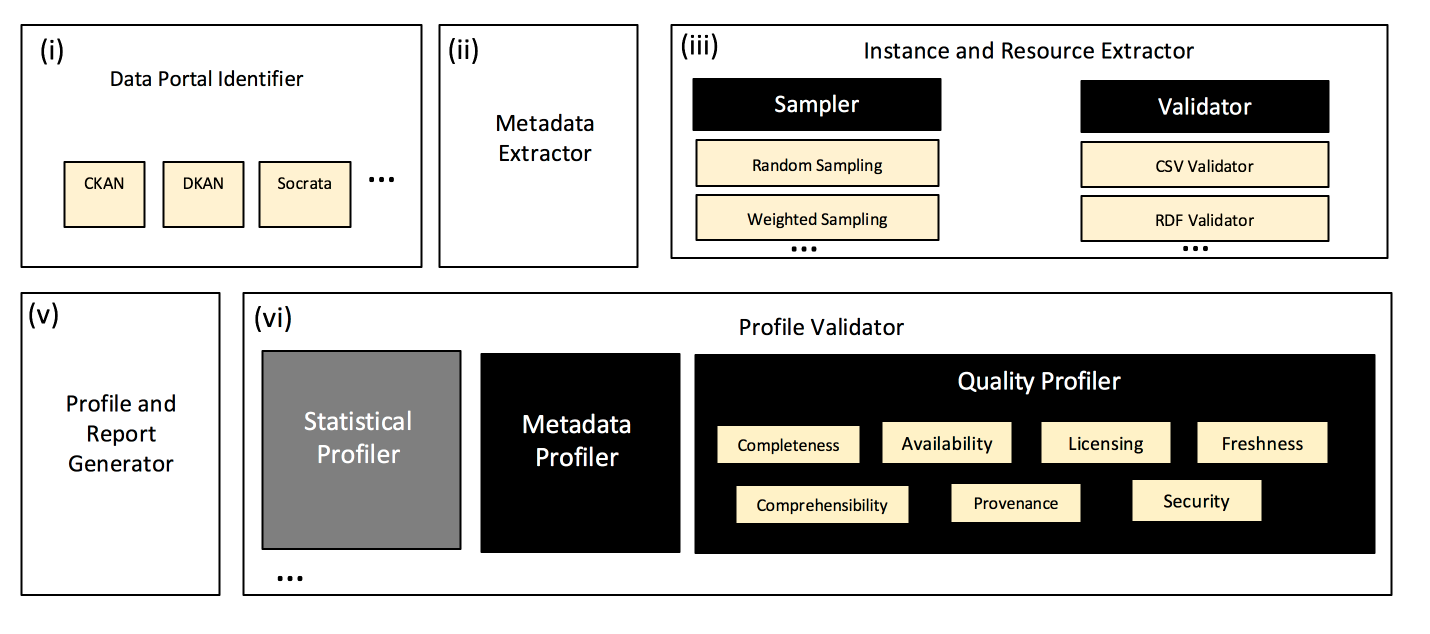 (i)
Data Portal Identifier
CKAN
DKAN
Socrata
...
(ii)
Metadata
Extractor
(iii)
Instance and Resource Extractor
Sampler
Random Sampling
Weighted Sampling
...
Validator
CSV Validator
RDF Validator
...
(v)
Profile and
Report
Generator
(vi)
Profile Validator
Statistical
Profiler
...
Metadata
Profiler
Quality Profiler
Completeness
Availability
Licensing
Freshness
Comprehensibility
Provenance
Security